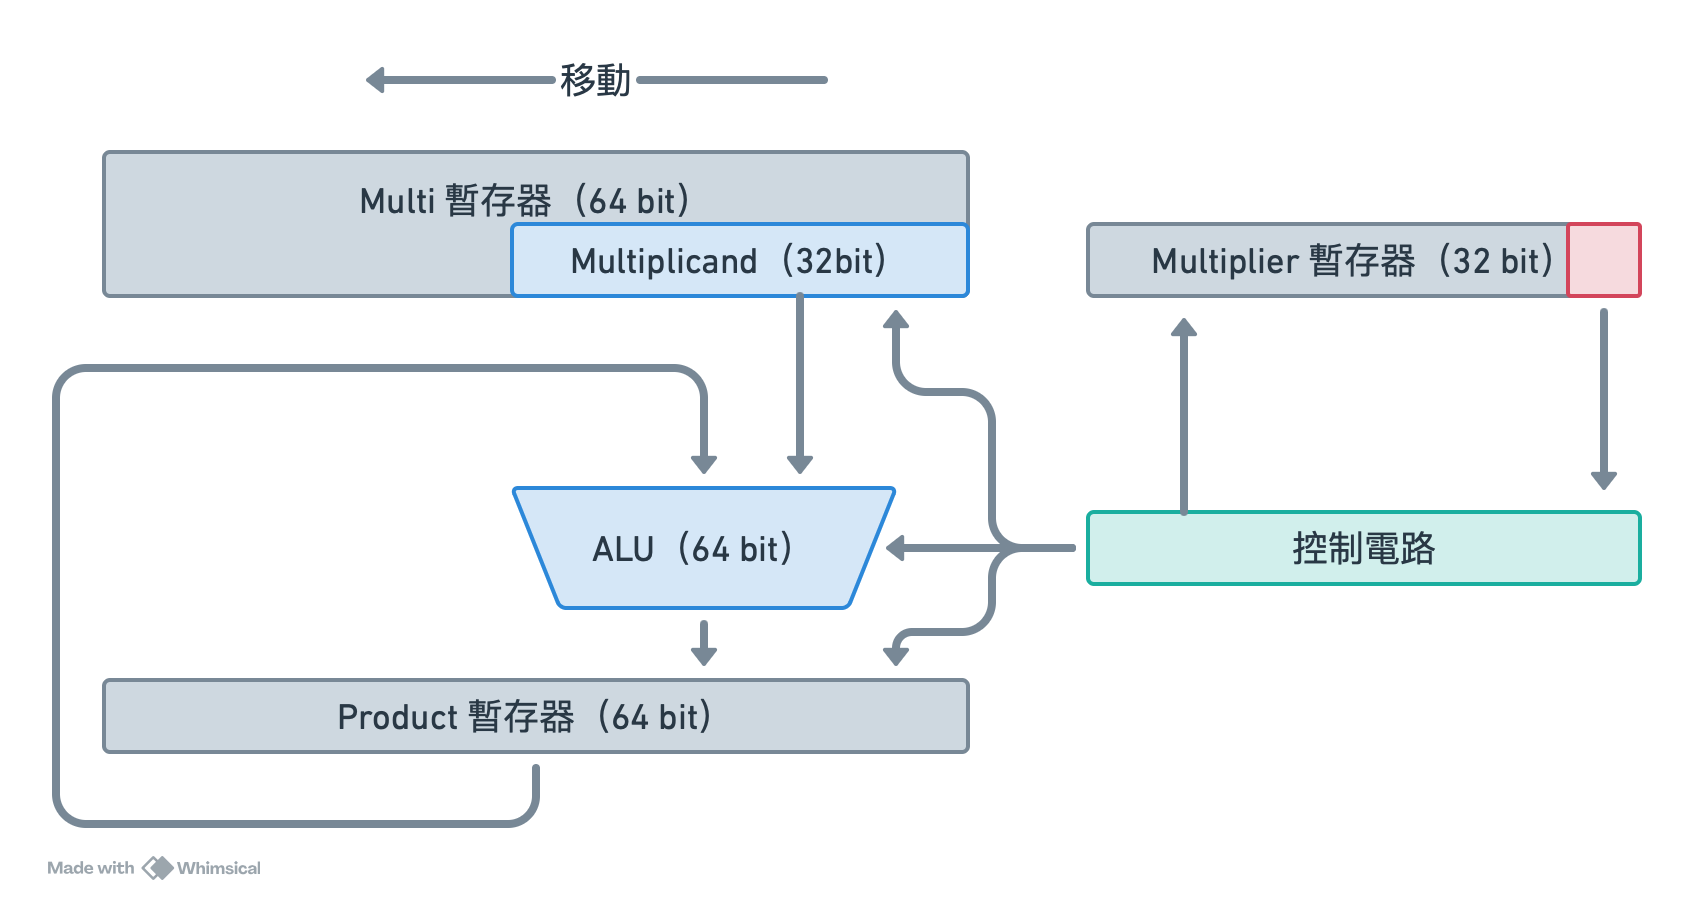 移動
Multi 暫存器（64 bit）
Multiplicand（32bit）
Multiplier 暫存器（32 bit）
ALU（64 bit）
控制電路
Product 暫存器（64 bit）
Made with Whimsical